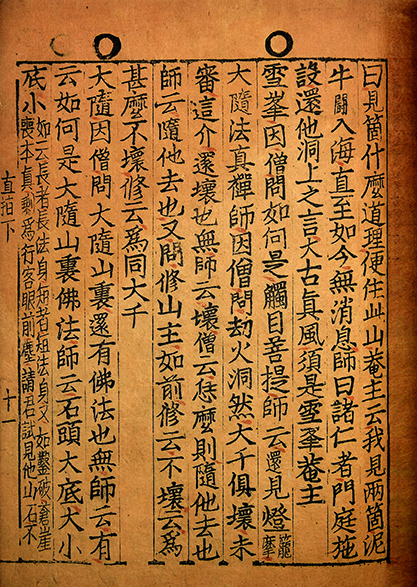 曰見箇什麽道理便住此山菴主云我見兩箇泥
牛鬪入海直至如今無消息師曰諸仁者門庭施
設還他洞上之言大古眞風須是雪峯菴主
雪峯因僧問如何是觸目菩提師云還見燈籠麽
大隨法眞禪師因僧問劫火洞然大千俱壞未
審這介還壞也無師云壞僧云恁麽則隨他去也
師云隨他去也又問修山主如前修云不壞云爲
甚麽不壞修云爲同大千
大隨因僧問大隨山裏還有佛法也無師云有
云如何是大隨山裏佛法師云石頭大底大小
底小如云長者長法身短者短法身又如鑿破蒼崖
喪本眞剩爲行客眼前塵請君試見他山石不
直指下 十一